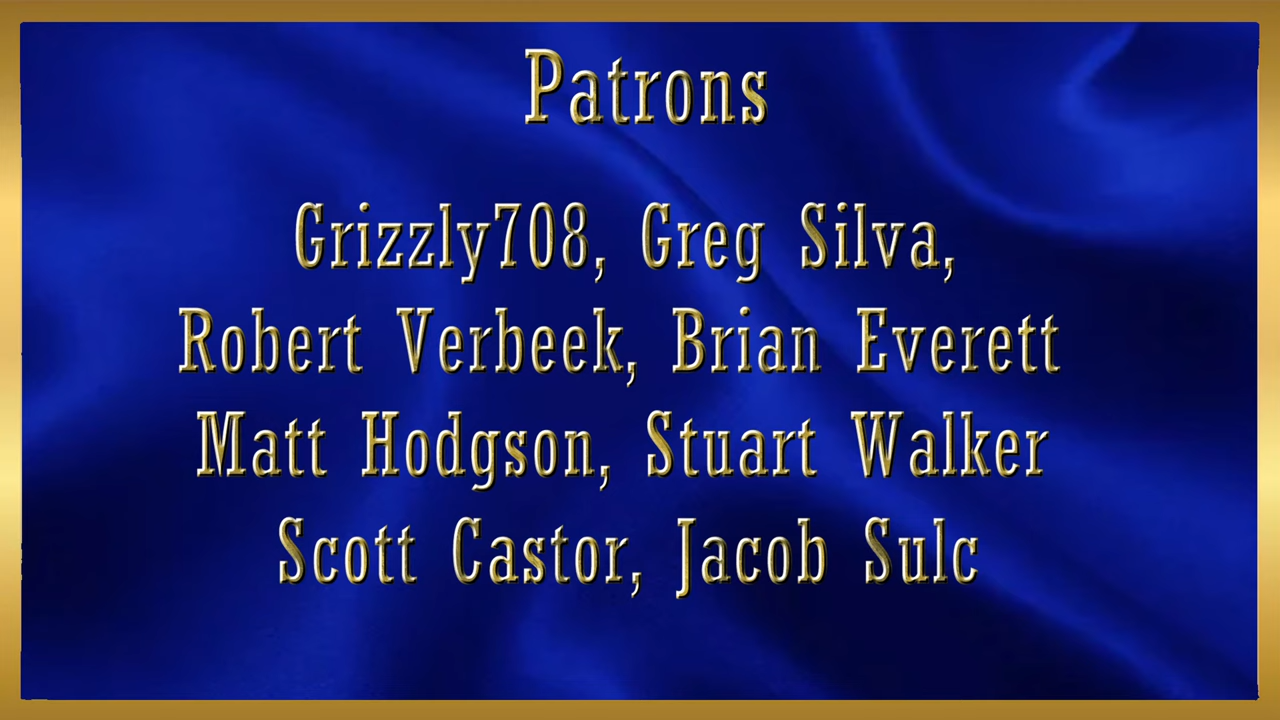 Patrons
Grizzly708, Greg Silva,
Robert Verbeek, Brian Everett
Matt Hodgson, Stuart Walker
Scott Castor, Jacob Sulc